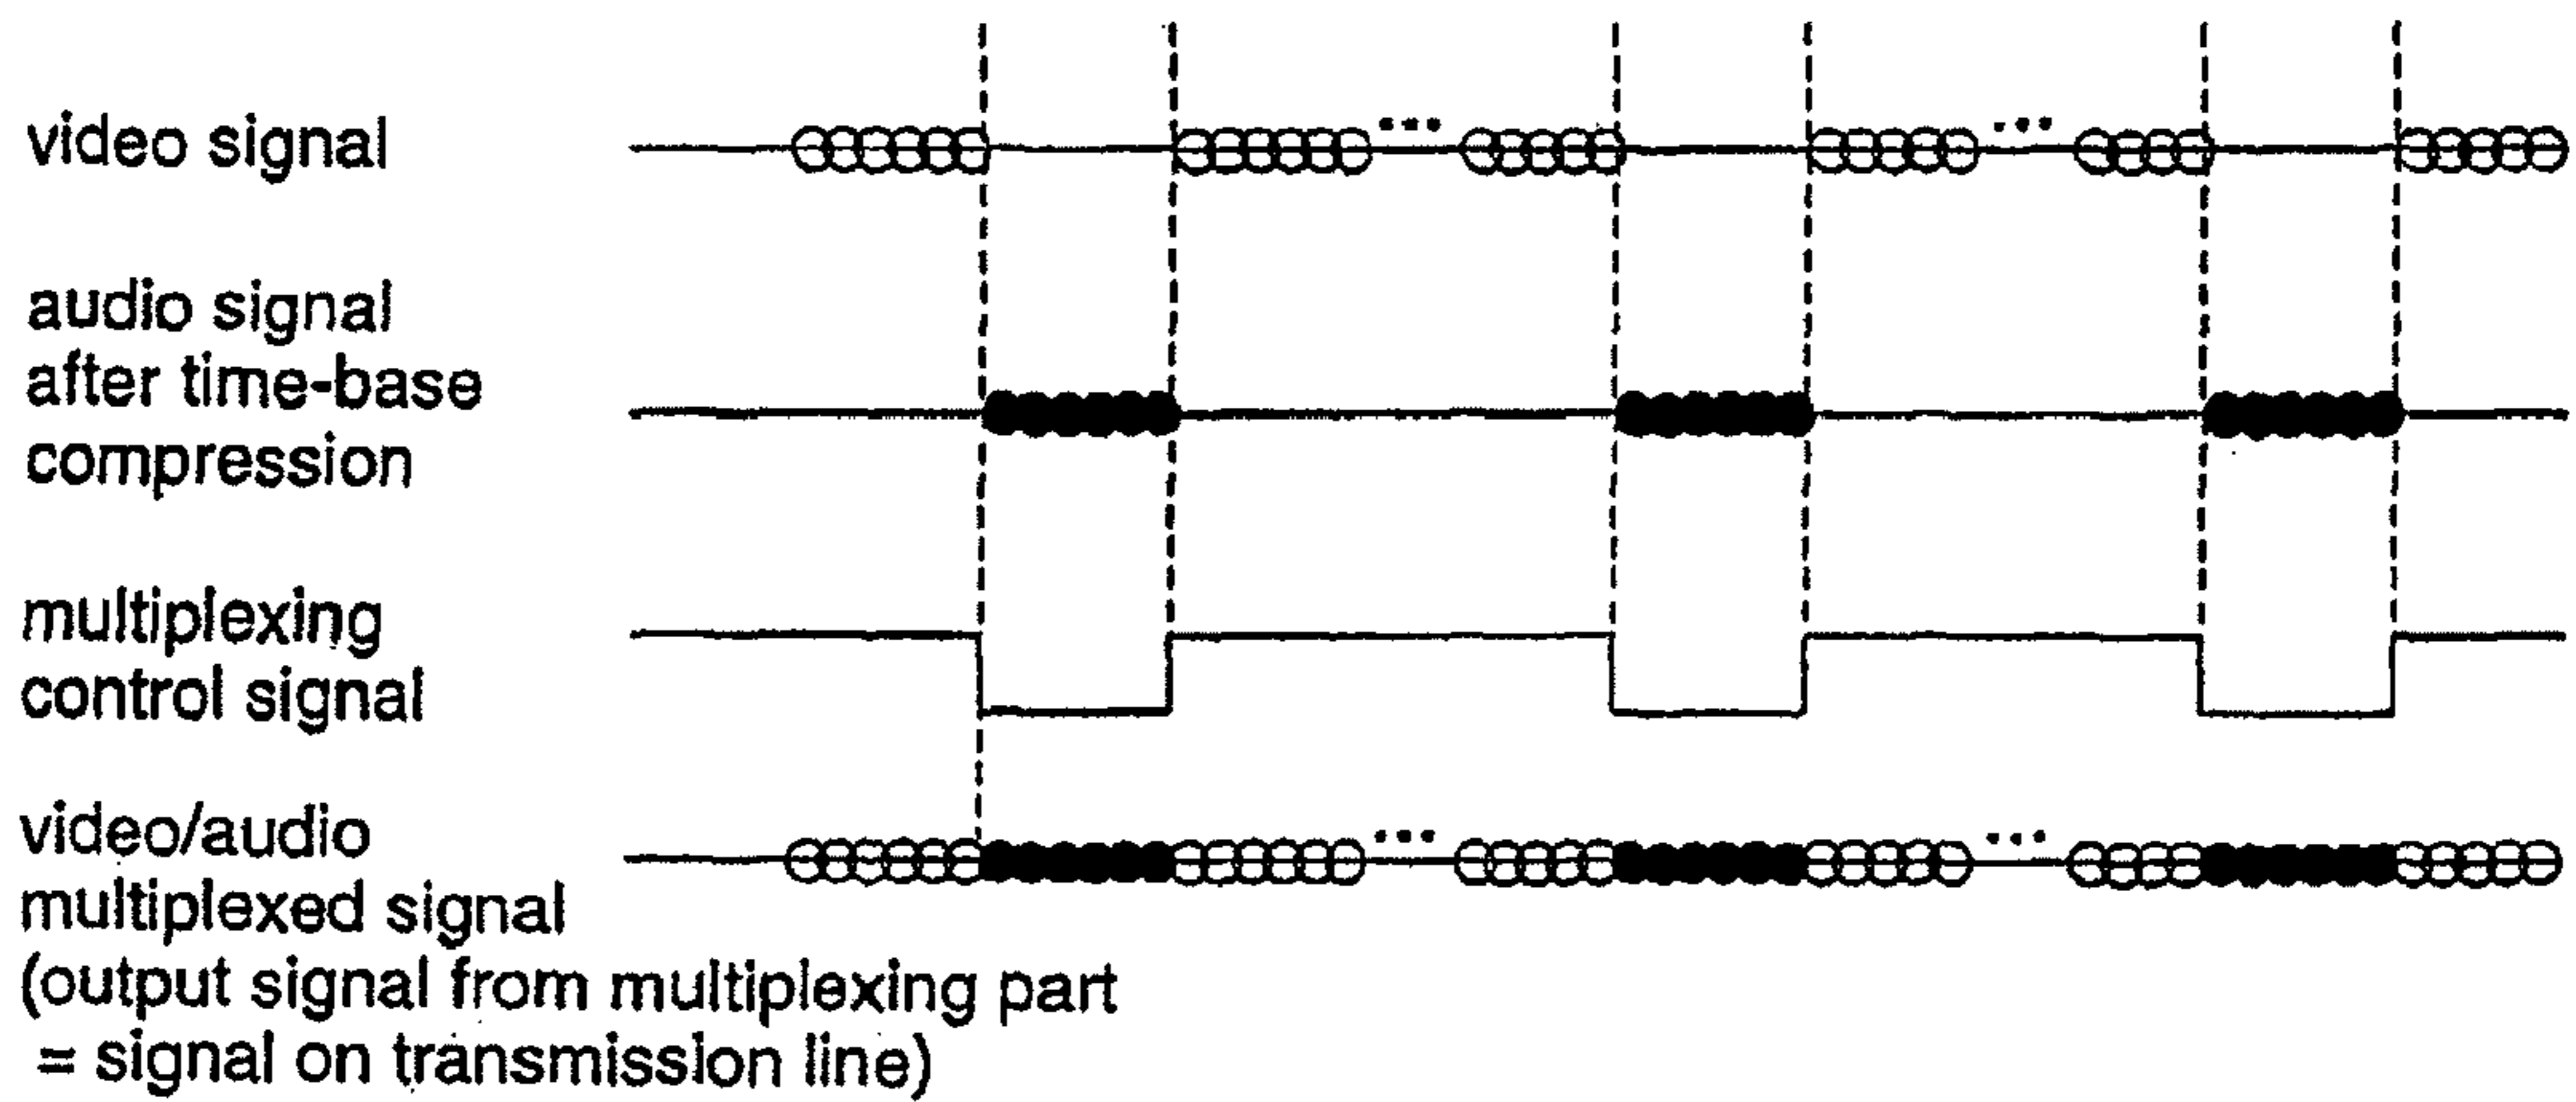 video signal
...
...
audio signal
after time-base
compression
multiplexing
control signal
video/audio
...
...
multiplexed signal
(output signal from multiplexing part
= signal on transmission line)